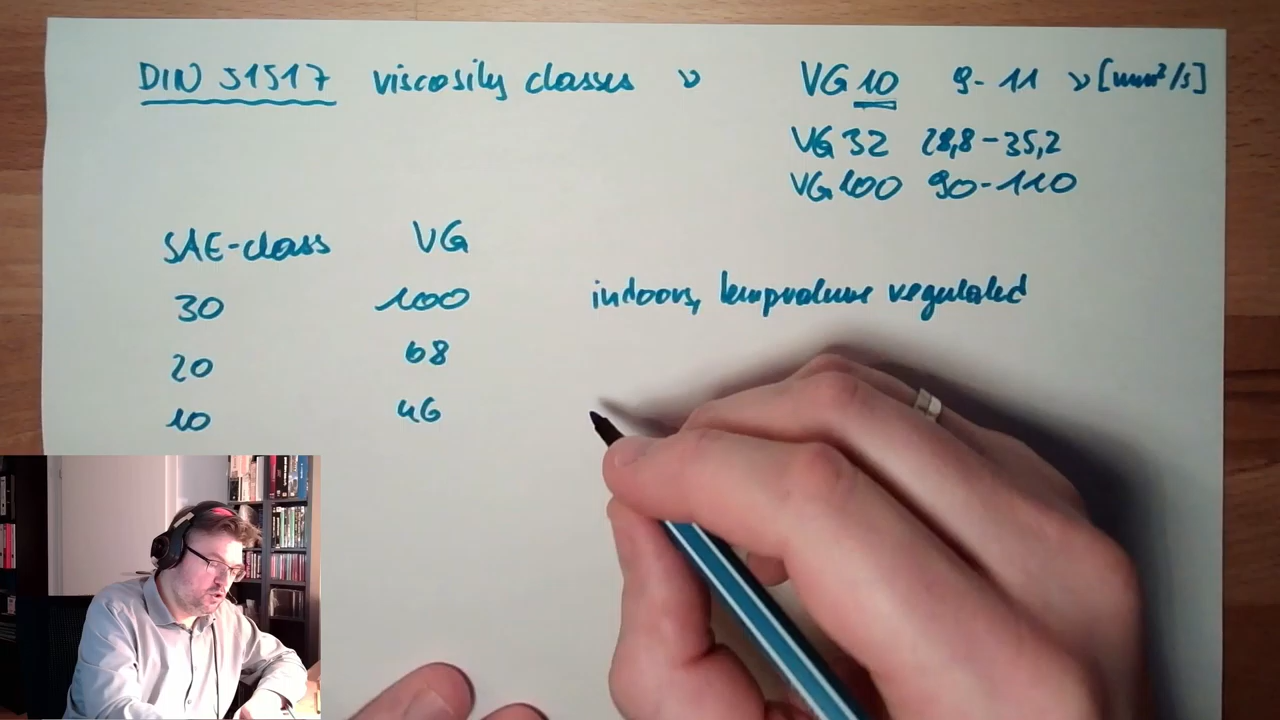 DIN 51517 viscosity classes ν VG 10 9-11 ν [mm²/s]
VG 32 28,8-35,2
VG 100 90-110
SAE-class VG
30 100 indoors, temperature regulated
20 68
10 46